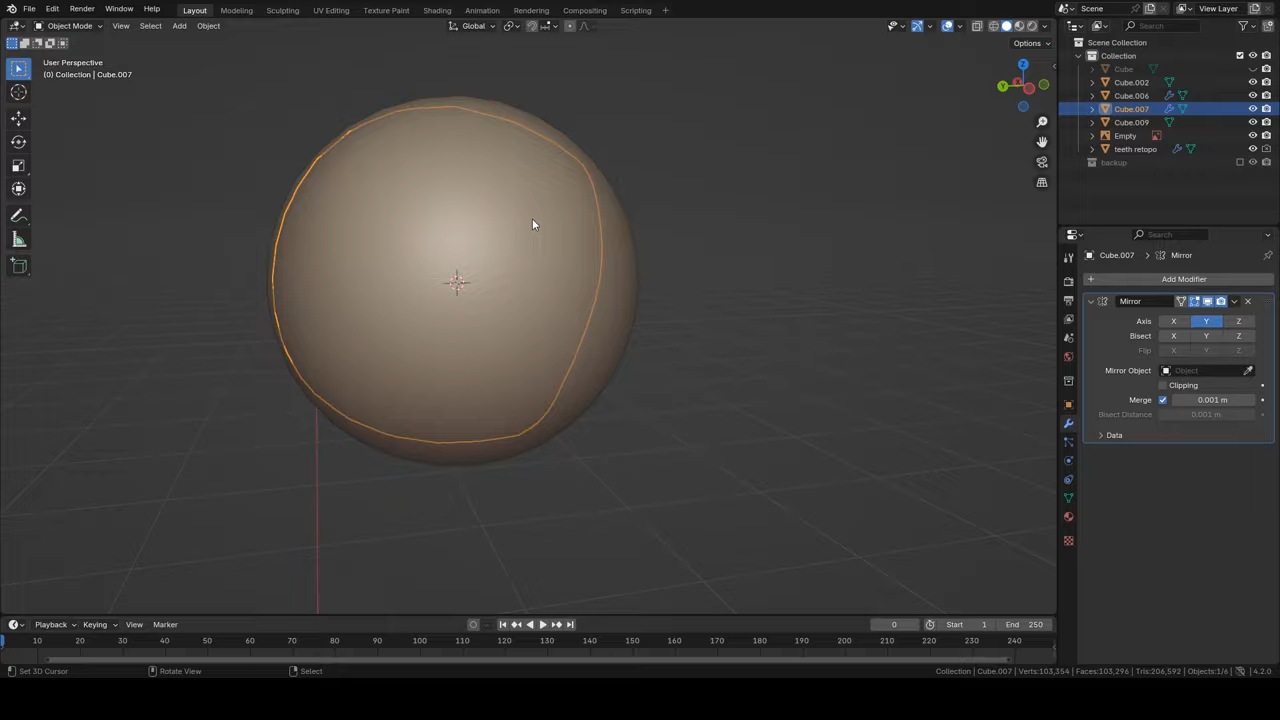 File Edit Render Window Help Layout Modeling Sculpting UV Editing Texture Paint Shading Animation Rendering Compositing Geometry Nodes Scripting Scene View Layer
Object Mode View Select Add Object Global Search
Options
User Perspective
(0) Collection | Cube.007
Z
X
Y
Scene Collection
Collection
Cube
Cube.002
Cube.006
Cube.007
Cube.009
Empty
teeth retopo
backup
Search
Cube.007 > Mirror
+ Add Modifier
Mirror
Axis X Y Z
Bisect X Y Z
Flip X Y Z
Mirror Object Object
Clipping
Merge 0.001 m
Bisect Distance 0.001 m
Data
Playback Keying View Marker 0 Start 1 End 250
10 20 30 40 50 60 70 80 90 100 110 120 130 140 150 160 170 180 190 200 210 220 230 240
Set 3D Cursor Rotate View Select Collection | Cube.007 | Verts:103,354 | Faces:103,296 | Tris:206,592 | Objects:1/6 | 4.2.0